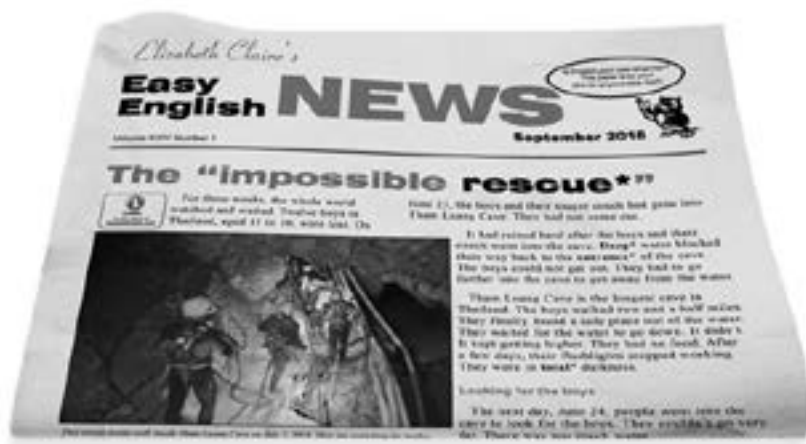 Elizabeth Claire's
Easy
English NEWS
September 2018
The "impossible rescue*"
For three weeks, the whole world
watched and waited. Twelve boys in
Thailand, aged 11 to 16, were lost. On
June 23, the boys and their soccer coach had gone into
Tham Luang Cave. They had not come out.
It had rained hard after the boys and their
coach went into the cave. Deep* water blocked
their way back to the entrance* of the cave.
The boys could not get out. They had to go
farther into the cave to get away from the water.
Tham Luang Cave is the longest cave in
Thailand. The boys walked two and a half miles.
They finally found a safe place out of the water.
They waited for the water to go down. It didn't.
It kept getting higher. They had no food. After
a few days, their flashlights stopped working.
They were in total* darkness.
Looking for the boys
The next day, June 24, people went into the
cave to look for the boys. They couldn't go very
far. There was too much water.